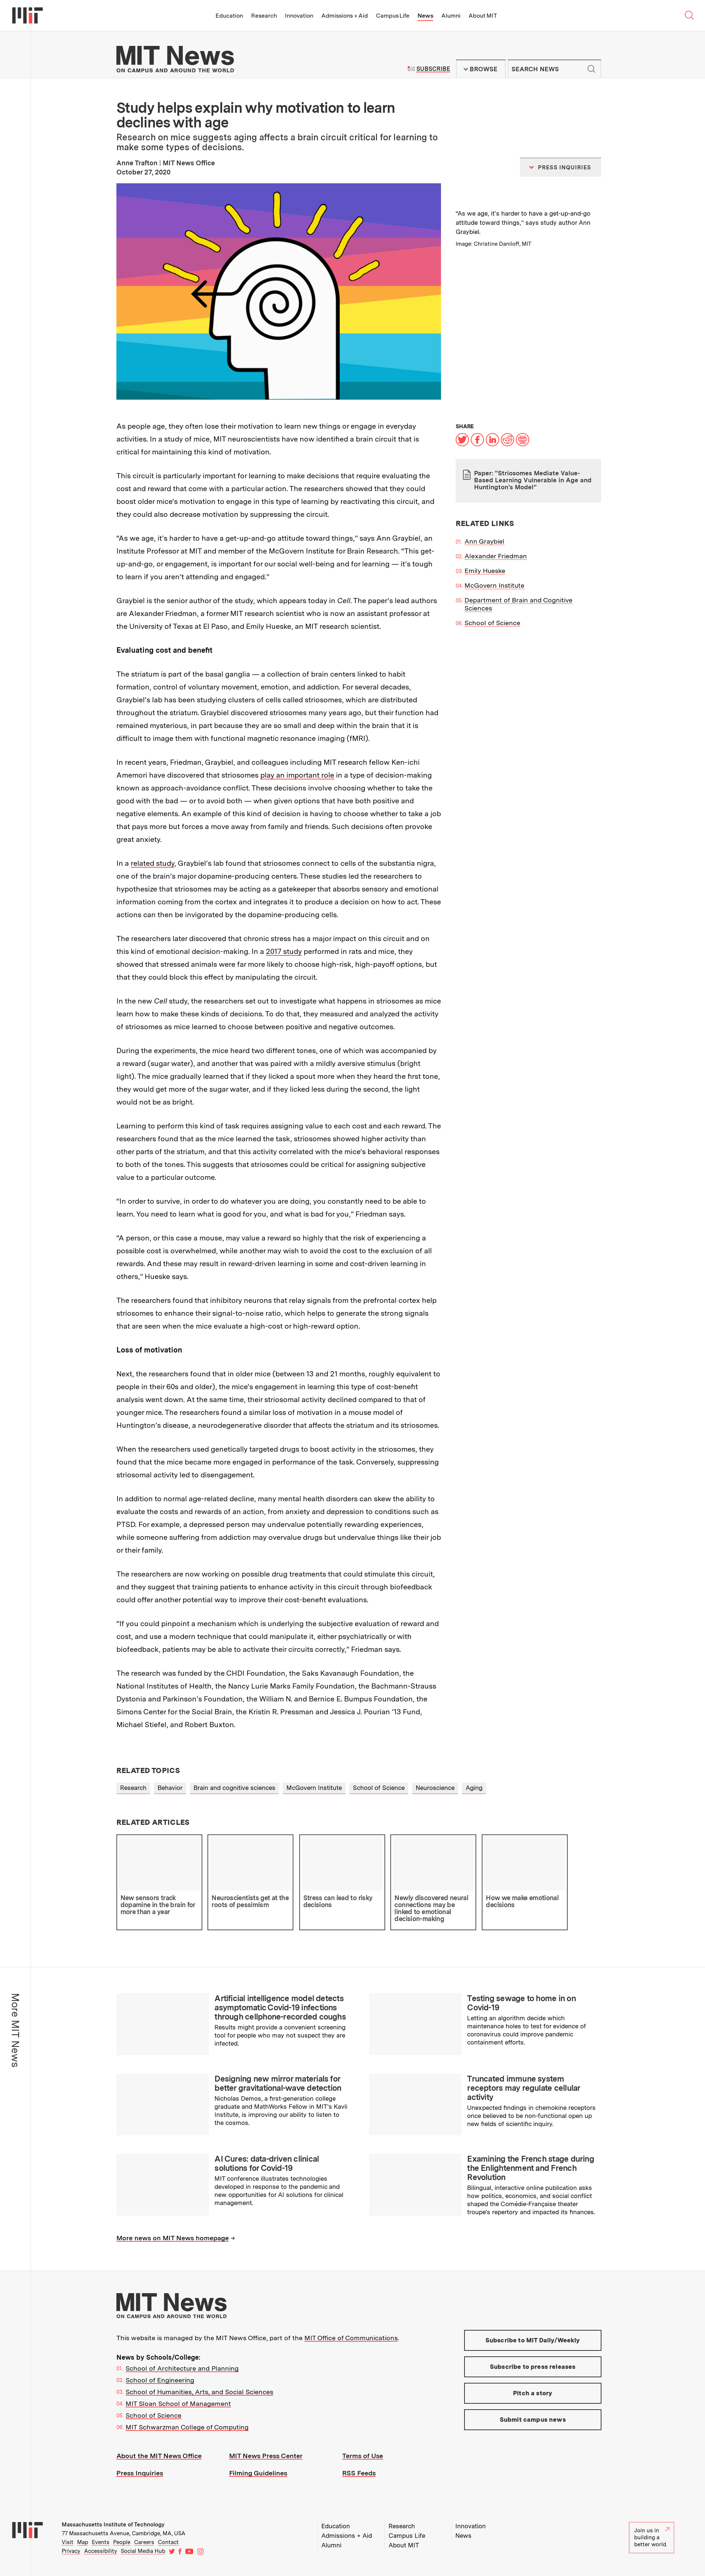 MIT
Education Research Innovation Admissions + Aid Campus Life News Alumni About MIT
MIT News
ON CAMPUS AND AROUND THE WORLD
SUBSCRIBE
BROWSE
SEARCH NEWS
Study helps explain why motivation to learn
declines with age
Research on mice suggests aging affects a brain circuit critical for learning to
make some types of decisions.
Anne Trafton | MIT News Office
October 27, 2020
PRESS INQUIRIES
“As we age, it’s harder to have a get-up-and-go
attitude toward things,” says study author Ann
Graybiel.
Image: Christine Daniloff, MIT
As people age, they often lose their motivation to learn new things or engage in everyday
activities. In a study of mice, MIT neuroscientists have now identified a brain circuit that is
critical for maintaining this kind of motivation.
This circuit is particularly important for learning to make decisions that require evaluating the
cost and reward that come with a particular action. The researchers showed that they could
boost older mice’s motivation to engage in this type of learning by reactivating this circuit, and
they could also decrease motivation by suppressing the circuit.
“As we age, it’s harder to have a get-up-and-go attitude toward things,” says Ann Graybiel, an
Institute Professor at MIT and member of the McGovern Institute for Brain Research. “This get-
up-and-go, or engagement, is important for our social well-being and for learning — it’s tough
to learn if you aren’t attending and engaged.”
Graybiel is the senior author of the study, which appears today in Cell. The paper’s lead authors
are Alexander Friedman, a former MIT research scientist who is now an assistant professor at
the University of Texas at El Paso, and Emily Hueske, an MIT research scientist.
Evaluating cost and benefit
The striatum is part of the basal ganglia — a collection of brain centers linked to habit
formation, control of voluntary movement, emotion, and addiction. For several decades,
Graybiel’s lab has been studying clusters of cells called striosomes, which are distributed
throughout the striatum. Graybiel discovered striosomes many years ago, but their function had
remained mysterious, in part because they are so small and deep within the brain that it is
difficult to image them with functional magnetic resonance imaging (fMRI).
In recent years, Friedman, Graybiel, and colleagues including MIT research fellow Ken-ichi
Amemori have discovered that striosomes play an important role in a type of decision-making
known as approach-avoidance conflict. These decisions involve choosing whether to take the
good with the bad — or to avoid both — when given options that have both positive and
negative elements. An example of this kind of decision is having to choose whether to take a job
that pays more but forces a move away from family and friends. Such decisions often provoke
great anxiety.
In a related study, Graybiel’s lab found that striosomes connect to cells of the substantia nigra,
one of the brain’s major dopamine-producing centers. These studies led the researchers to
hypothesize that striosomes may be acting as a gatekeeper that absorbs sensory and emotional
information coming from the cortex and integrates it to produce a decision on how to act. These
actions can then be invigorated by the dopamine-producing cells.
The researchers later discovered that chronic stress has a major impact on this circuit and on
this kind of emotional decision-making. In a 2017 study performed in rats and mice, they
showed that stressed animals were far more likely to choose high-risk, high-payoff options, but
that they could block this effect by manipulating the circuit.
In the new Cell study, the researchers set out to investigate what happens in striosomes as mice
learn how to make these kinds of decisions. To do that, they measured and analyzed the activity
of striosomes as mice learned to choose between positive and negative outcomes.
During the experiments, the mice heard two different tones, one of which was accompanied by
a reward (sugar water), and another that was paired with a mildly aversive stimulus (bright
light). The mice gradually learned that if they licked a spout more when they heard the first tone,
they would get more of the sugar water, and if they licked less during the second, the light
would not be as bright.
Learning to perform this kind of task requires assigning value to each cost and each reward. The
researchers found that as the mice learned the task, striosomes showed higher activity than
other parts of the striatum, and that this activity correlated with the mice’s behavioral responses
to both of the tones. This suggests that striosomes could be critical for assigning subjective
value to a particular outcome.
“In order to survive, in order to do whatever you are doing, you constantly need to be able to
learn. You need to learn what is good for you, and what is bad for you,” Friedman says.
“A person, or this case a mouse, may value a reward so highly that the risk of experiencing a
possible cost is overwhelmed, while another may wish to avoid the cost to the exclusion of all
rewards. And these may result in reward-driven learning in some and cost-driven learning in
others,” Hueske says.
The researchers found that inhibitory neurons that relay signals from the prefrontal cortex help
striosomes to enhance their signal-to-noise ratio, which helps to generate the strong signals
that are seen when the mice evaluate a high-cost or high-reward option.
Loss of motivation
Next, the researchers found that in older mice (between 13 and 21 months, roughly equivalent to
people in their 60s and older), the mice’s engagement in learning this type of cost-benefit
analysis went down. At the same time, their striosomal activity declined compared to that of
younger mice. The researchers found a similar loss of motivation in a mouse model of
Huntington’s disease, a neurodegenerative disorder that affects the striatum and its striosomes.
When the researchers used genetically targeted drugs to boost activity in the striosomes, they
found that the mice became more engaged in performance of the task. Conversely, suppressing
striosomal activity led to disengagement.
In addition to normal age-related decline, many mental health disorders can skew the ability to
evaluate the costs and rewards of an action, from anxiety and depression to conditions such as
PTSD. For example, a depressed person may undervalue potentially rewarding experiences,
while someone suffering from addiction may overvalue drugs but undervalue things like their job
or their family.
The researchers are now working on possible drug treatments that could stimulate this circuit,
and they suggest that training patients to enhance activity in this circuit through biofeedback
could offer another potential way to improve their cost-benefit evaluations.
“If you could pinpoint a mechanism which is underlying the subjective evaluation of reward and
cost, and use a modern technique that could manipulate it, either psychiatrically or with
biofeedback, patients may be able to activate their circuits correctly,” Friedman says.
The research was funded by the CHDI Foundation, the Saks Kavanaugh Foundation, the
National Institutes of Health, the Nancy Lurie Marks Family Foundation, the Bachmann-Strauss
Dystonia and Parkinson’s Foundation, the William N. and Bernice E. Bumpus Foundation, the
Simons Center for the Social Brain, the Kristin R. Pressman and Jessica J. Pourian ’13 Fund,
Michael Stiefel, and Robert Buxton.
SHARE
Paper: “Striosomes Mediate Value-
Based Learning Vulnerable in Age and
Huntington’s Model”
RELATED LINKS
01. Ann Graybiel
02. Alexander Friedman
03. Emily Hueske
04. McGovern Institute
05. Department of Brain and Cognitive
Sciences
06. School of Science
RELATED TOPICS
Research Behavior Brain and cognitive sciences McGovern Institute School of Science Neuroscience Aging
RELATED ARTICLES
New sensors track
dopamine in the brain for
more than a year
Neuroscientists get at the
roots of pessimism
Stress can lead to risky
decisions
Newly discovered neural
connections may be
linked to emotional
decision-making
How we make emotional
decisions
More MIT News
Artificial intelligence model detects
asymptomatic Covid-19 infections
through cellphone-recorded coughs
Results might provide a convenient screening
tool for people who may not suspect they are
infected.
Testing sewage to home in on
Covid-19
Letting an algorithm decide which
maintenance holes to test for evidence of
coronavirus could improve pandemic
containment efforts.
Designing new mirror materials for
better gravitational-wave detection
Nicholas Demos, a first-generation college
graduate and MathWorks Fellow in MIT’s Kavli
Institute, is improving our ability to listen to
the cosmos.
Truncated immune system
receptors may regulate cellular
activity
Unexpected findings in chemokine receptors
once believed to be non-functional open up
new fields of scientific inquiry.
AI Cures: data-driven clinical
solutions for Covid-19
MIT conference illustrates technologies
developed in response to the pandemic and
new opportunities for AI solutions for clinical
management.
Examining the French stage during
the Enlightenment and French
Revolution
Bilingual, interactive online publication asks
how politics, economics, and social conflict
shaped the Comédie-Française theater
troupe’s repertory and impacted its finances.
More news on MIT News homepage →
MIT News
ON CAMPUS AND AROUND THE WORLD
This website is managed by the MIT News Office, part of the MIT Office of Communications.
News by Schools/College:
01. School of Architecture and Planning
02. School of Engineering
03. School of Humanities, Arts, and Social Sciences
04. MIT Sloan School of Management
05. School of Science
06. MIT Schwarzman College of Computing
Subscribe to MIT Daily/Weekly
Subscribe to press releases
Pitch a story
Submit campus news
About the MIT News Office MIT News Press Center Terms of Use
Press Inquiries Filming Guidelines RSS Feeds
MIT
Massachusetts Institute of Technology
77 Massachusetts Avenue, Cambridge, MA, USA
Visit Map Events People Careers Contact
Privacy Accessibility Social Media Hub
Education Research Innovation
Admissions + Aid Campus Life News
Alumni About MIT
Join us in
building a
better world.